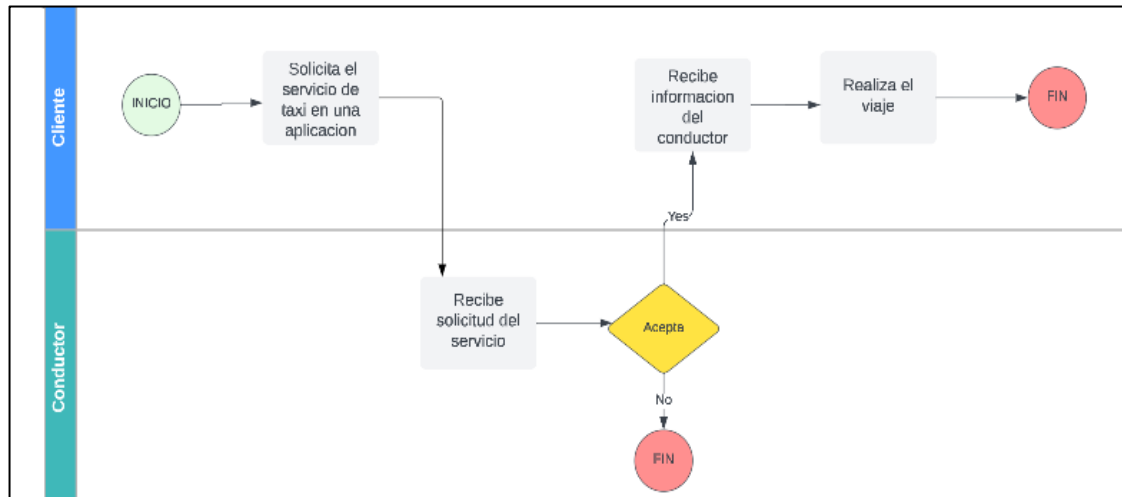 Cliente
INICIO
Solicita el
servicio de
taxi en una
aplicacion
Recibe
informacion
del
conductor
Realiza el
viaje
FIN
Yes
Conductor
Recibe
solicitud del
servicio
Acepta
No
FIN